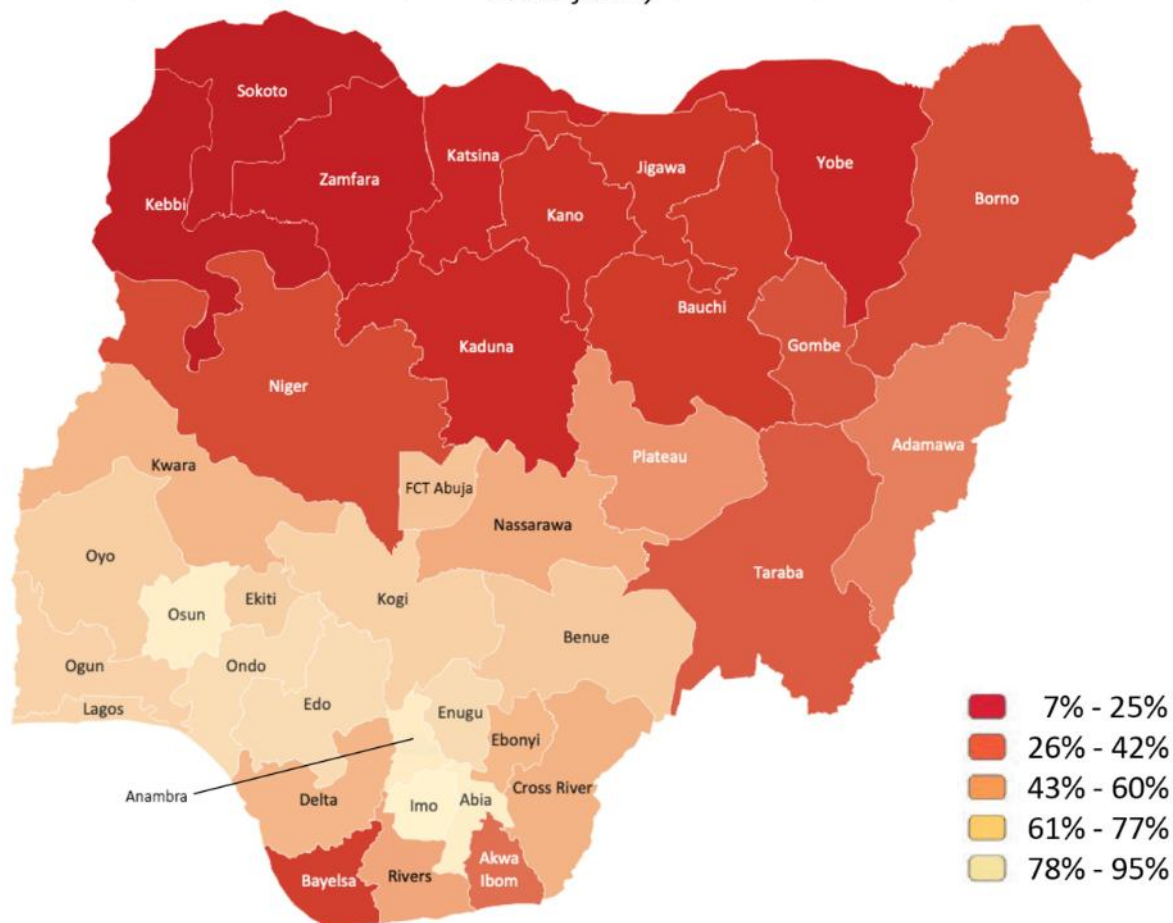 Sokoto
Katsina
Yobe
Jigawa
Zamfara
Borno
Kebbi
Kano
Bauchi
Gombe
Kaduna
Niger
Adamawa
Plateau
Kwara
FCT Abuja
Nassarawa
Oyo
Taraba
Ekiti
Kogi
Osun
Benue
Ogun
Ondo
Edo
Lagos
Enugu
Ebonyi
Anambra
Delta
Imo
Abia
Cross River
Akwa
Ibom
Bayelsa
Rivers
7% - 25%
26% - 42%
43% - 60%
61% - 77%
78% - 95%